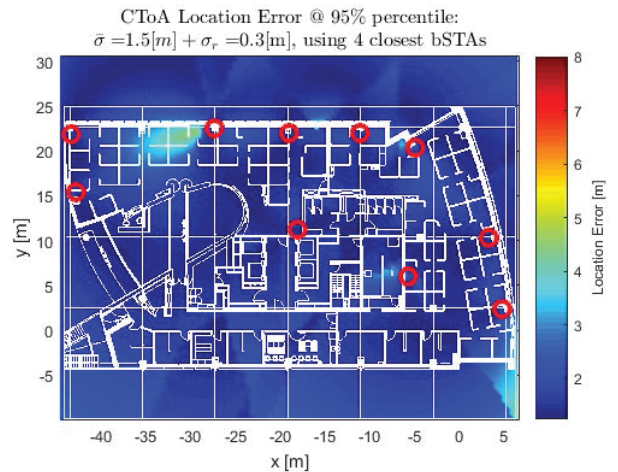 CToA Location Error @ 95% percentile:
σ̄ =1.5[m] + σ_r =0.3[m], using 4 closest bSTAs
30
25
20
15
10
5
0
-5
y [m]
-40 -35 -30 -25 -20 -15 -10 -5 0 5
x [m]
8
7
6
5
4
3
2
Location Error [m]